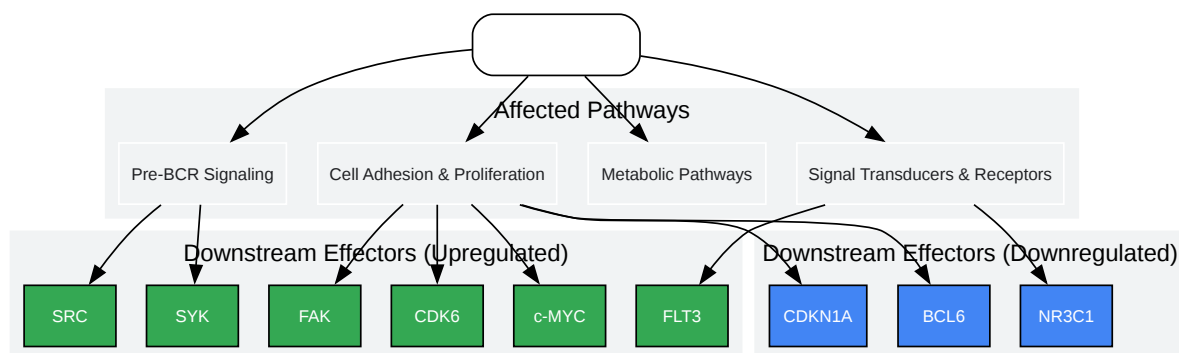 Affected Pathways
Pre-BCR Signaling
Cell Adhesion & Proliferation
Metabolic Pathways
Signal Transducers & Receptors
Downstream Effectors (Upregulated)
Downstream Effectors (Downregulated)
SRC
SYK
FAK
CDK6
c-MYC
FLT3
CDKN1A
BCL6
NR3C1